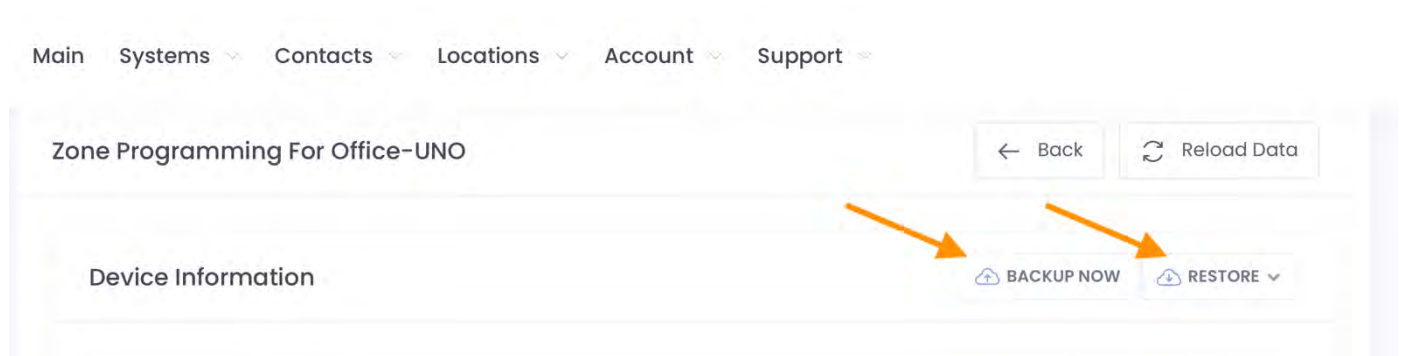 Main Systems Contacts Locations Account Support
Zone Programming For Office-UNO
Back Reload Data
Device Information
BACKUP NOW RESTORE